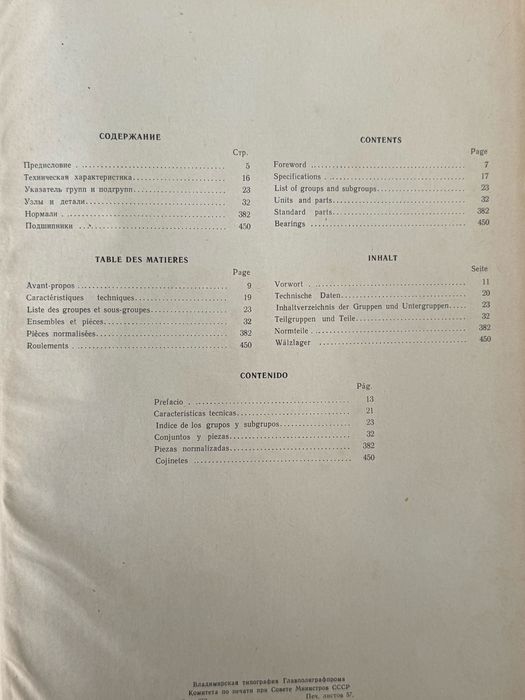 СОДЕРЖАНИЕ
Стр.
Предисловие . . . . . . . . . . . . . . . . . . . . 5
Техническая характеристика. . . . . . . . . . . . . . . 16
Указатель групп и подгрупп. . . . . . . . . . . . . . . 23
Узлы и детали. . . . . . . . . . . . . . . . . . . . 32
Нормали . . . . . . . . . . . . . . . . . . . . 382
Подшипники . . . . . . . . . . . . . . . . . . . . 450
CONTENTS
Page
Foreword . . . . . . . . . . . . . . . . . . . . 7
Specifications . . . . . . . . . . . . . . . . . . . . 17
List of groups and subgroups. . . . . . . . . . . . . . . 23
Units and parts. . . . . . . . . . . . . . . . . . . . 32
Standard parts. . . . . . . . . . . . . . . . . . . . 382
Bearings . . . . . . . . . . . . . . . . . . . . 450
TABLE DES MATIERES
Page
Avant-propos . . . . . . . . . . . . . . . . . . . . 9
Caractéristiques techniques. . . . . . . . . . . . . . . 19
Liste des groupes et sous-groupes. . . . . . . . . . . . . . . 23
Ensembles et pièces. . . . . . . . . . . . . . . . . . . . 32
Pièces normalisées. . . . . . . . . . . . . . . . . . . . 382
Roulements . . . . . . . . . . . . . . . . . . . . 450
INHALT
Seite
Vorwort . . . . . . . . . . . . . . . . . . . . 11
Technische Daten. . . . . . . . . . . . . . . . . . . . 20
Inhaltverzeichnis der Gruppen und Untergruppen. . . . . 23
Teilgruppen und Teile. . . . . . . . . . . . . . . . . . . . 32
Normteile . . . . . . . . . . . . . . . . . . . . 382
Wälzlager . . . . . . . . . . . . . . . . . . . . 450
CONTENIDO
Pág.
Prefacio . . . . . . . . . . . . . . . . . . . . 13
Caracteristicas tecnicas. . . . . . . . . . . . . . . . . . . . 21
Indice de los grupos y subgrupos. . . . . . . . . . . . . . . 23
Conjuntos y piezas. . . . . . . . . . . . . . . . . . . . 32
Piezas normalizadas. . . . . . . . . . . . . . . . . . . . 382
Cojinetes . . . . . . . . . . . . . . . . . . . . 450
Владимирская типография Главполиграфпрома
Комитета по печати при Совете Министров СССР
Печ. листов 57.